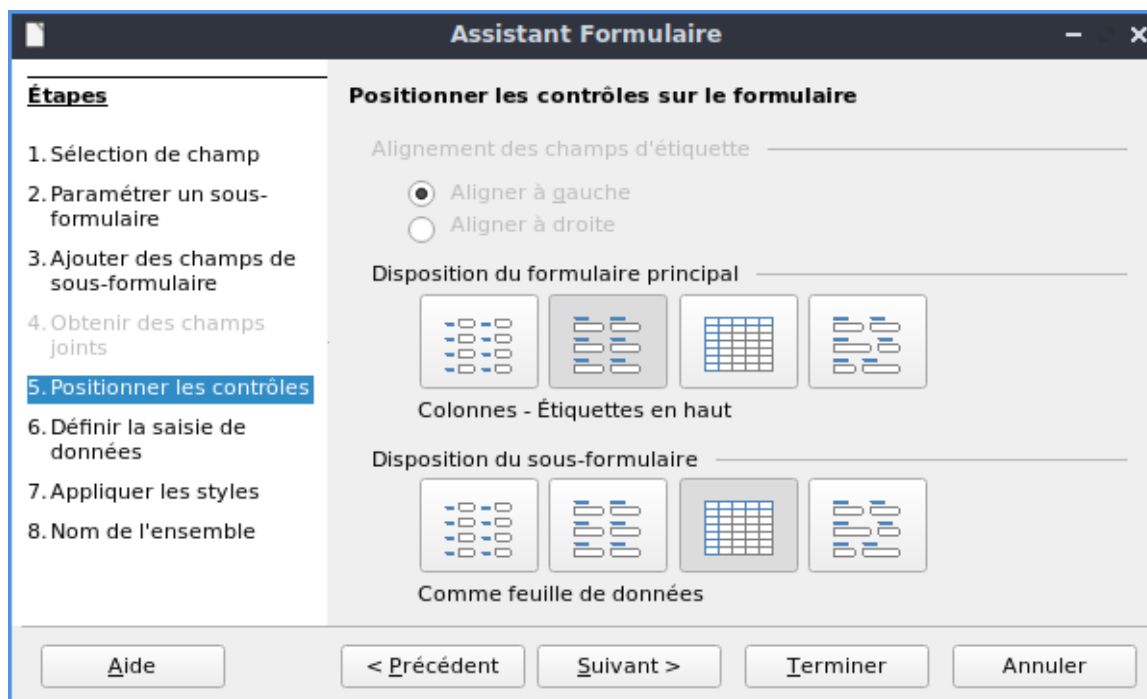 Assistant Formulaire
Étapes
1. Sélection de champ
2. Paramétrer un sous-
formulaire
3. Ajouter des champs de
sous-formulaire
4. Obtenir des champs
joints
5. Positionner les contrôles
6. Définir la saisie de
données
7. Appliquer les styles
8. Nom de l'ensemble
Positionner les contrôles sur le formulaire
Alignement des champs d'étiquette
Aligner à gauche
Aligner à droite
Disposition du formulaire principal
Colonnes - Étiquettes en haut
Disposition du sous-formulaire
Comme feuille de données
Aide
< Précédent
Suivant >
Terminer
Annuler